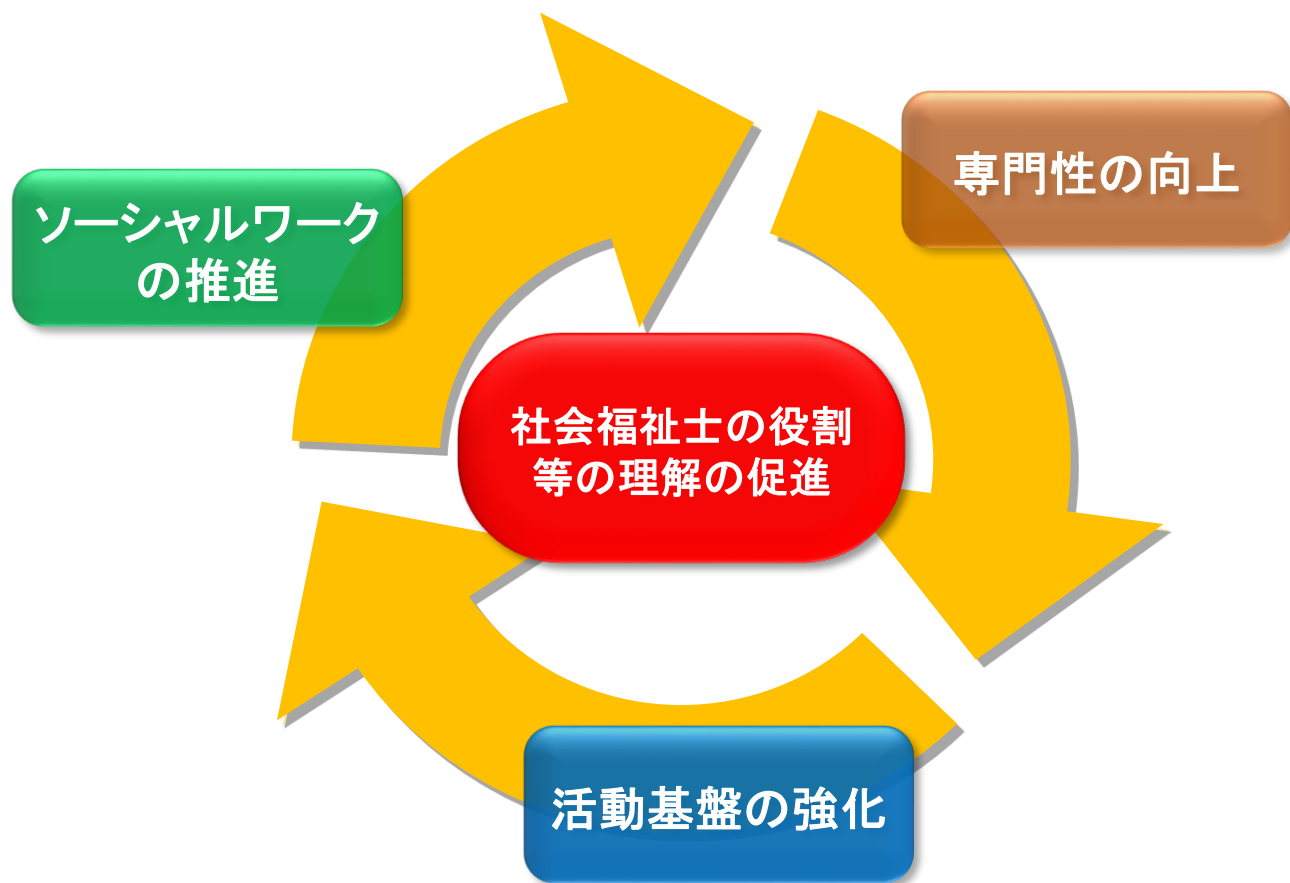 専門性の向上
ソーシャルワーク
の推進
社会福祉士の役割
等の理解の促進
活動基盤の強化